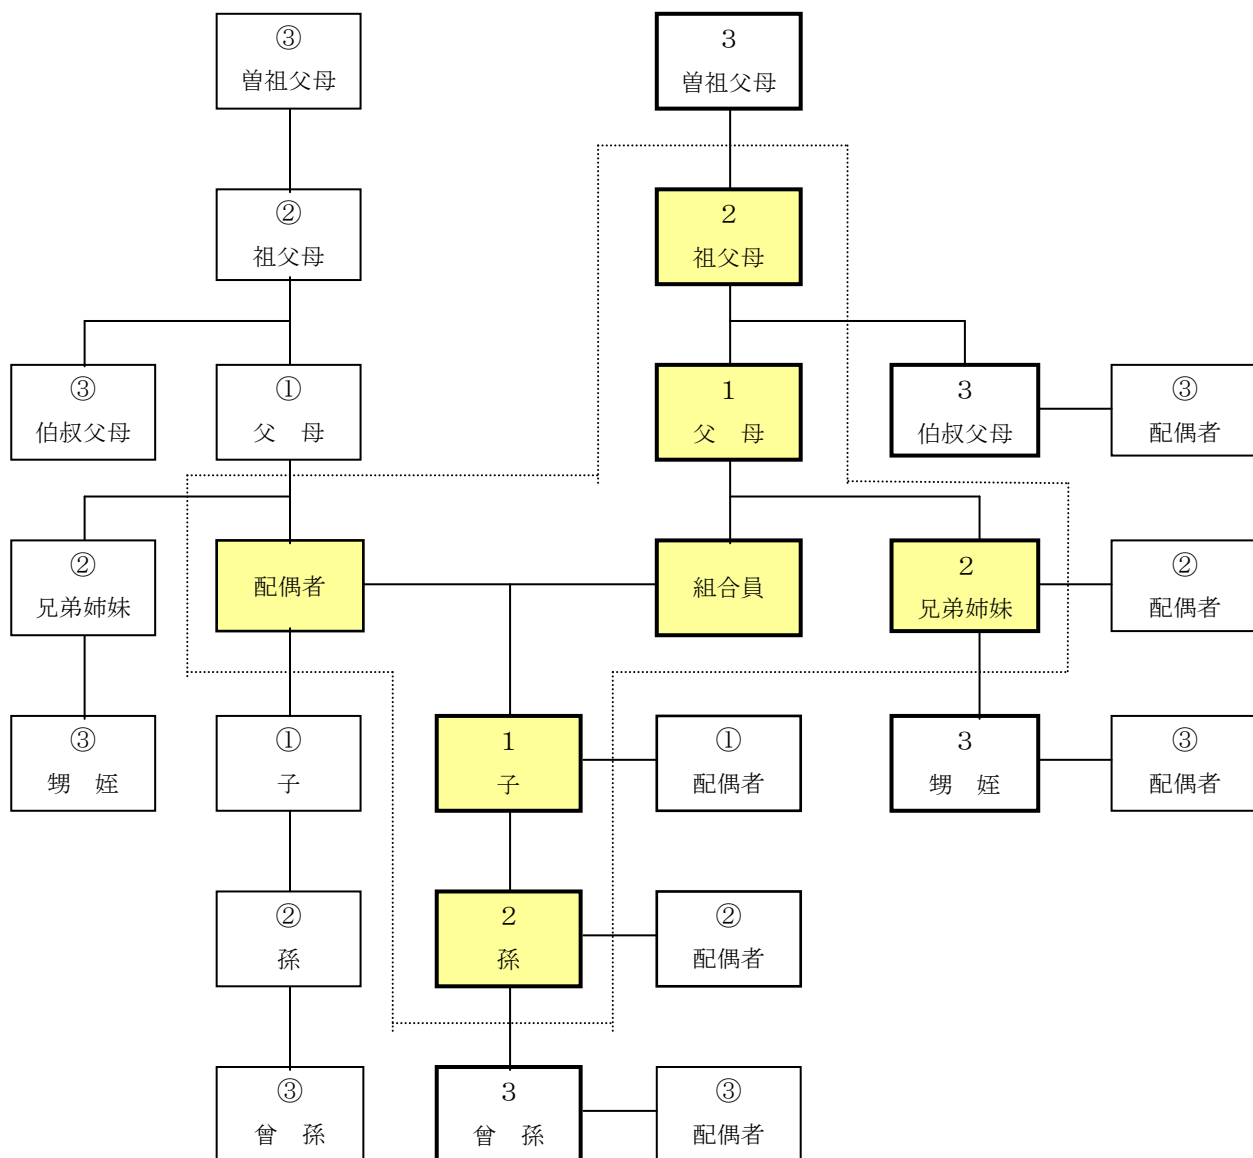 ③
曽祖父母
3
曽祖父母
②
祖父母
2
祖父母
③
伯叔父母
①
父　母
1
父　母
3
伯叔父母
③
配偶者
②
兄弟姉妹
配偶者
組合員
2
兄弟姉妹
②
配偶者
③
甥　姪
①
子
1
子
①
配偶者
3
甥　姪
③
配偶者
②
孫
2
孫
②
配偶者
③
曾　孫
3
曾　孫
③
配偶者